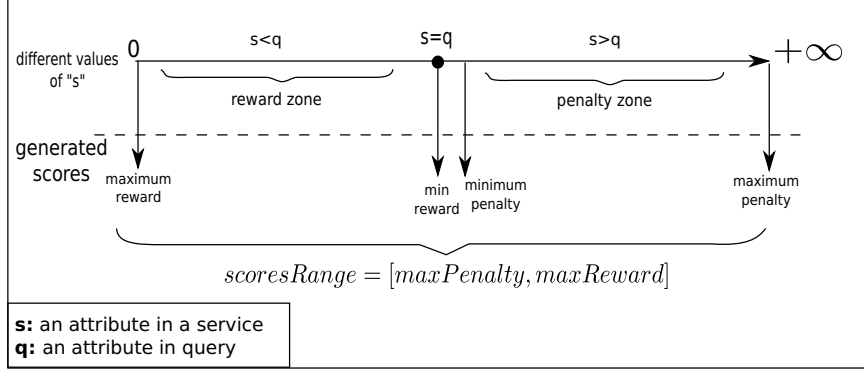 0
s<q
s=q
s>q
+∞
different values
of "s"
reward zone
penalty zone
generated
scores
maximum
reward
min
reward
minimum
penalty
maximum
penalty
scoresRange = [maxPenalty, maxReward]
s: an attribute in a service
q: an attribute in query